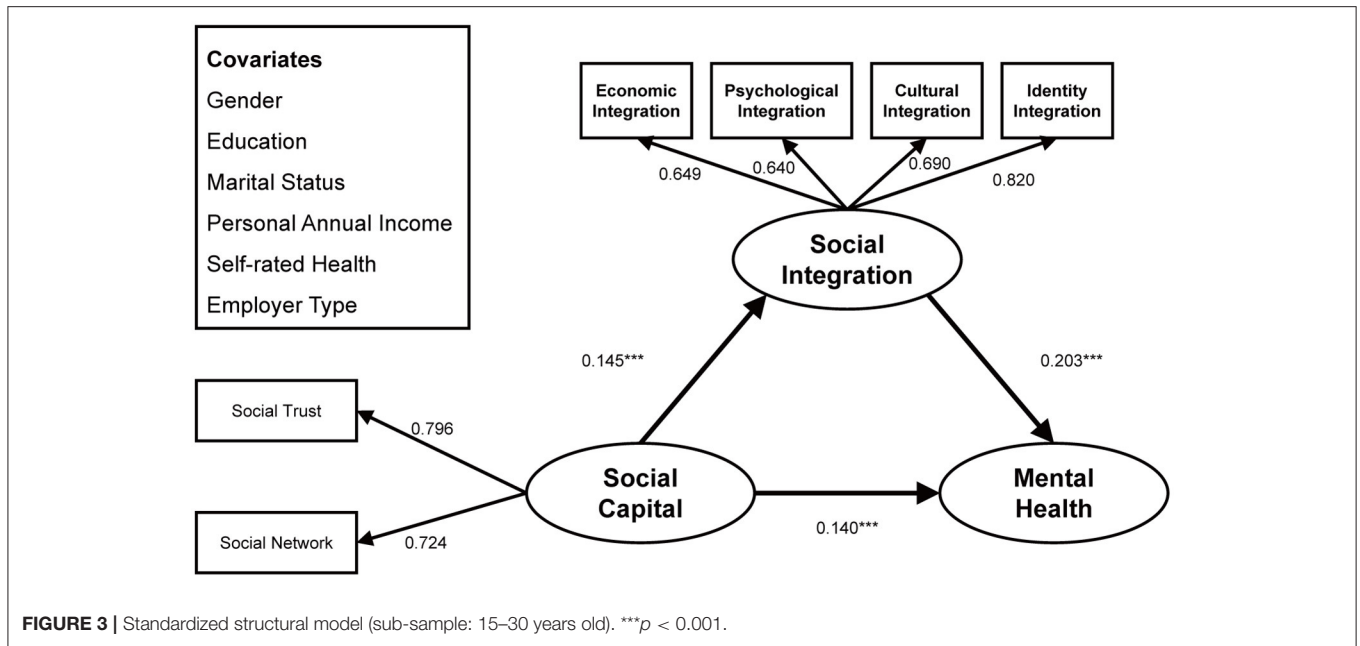 Covariates
Gender
Education
Marital Status
Personal Annual Income
Self-rated Health
Employer Type
Economic
Integration
Psychological
Integration
Cultural
Integration
Identity
Integration
0.649
0.640
0.690
0.820
Social
Integration
0.145***
0.203***
Social Trust
0.796
Social
Capital
Mental
Health
0.140***
Social Network
0.724
FIGURE 3 | Standardized structural model (sub-sample: 15–30 years old). ***p < 0.001.